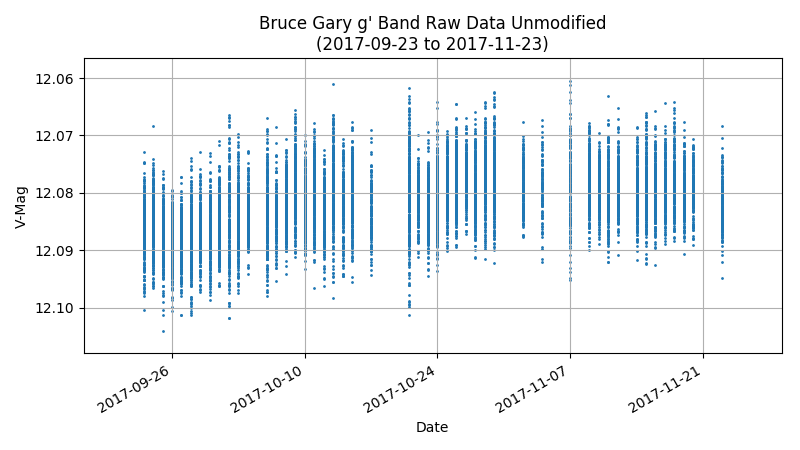 Bruce Gary g' Band Raw Data Unmodified
(2017-09-23 to 2017-11-23)
12.06
12.07
12.08
12.09
12.10
V-Mag
2017-09-26
2017-10-10
2017-10-24
2017-11-07
2017-11-21
Date